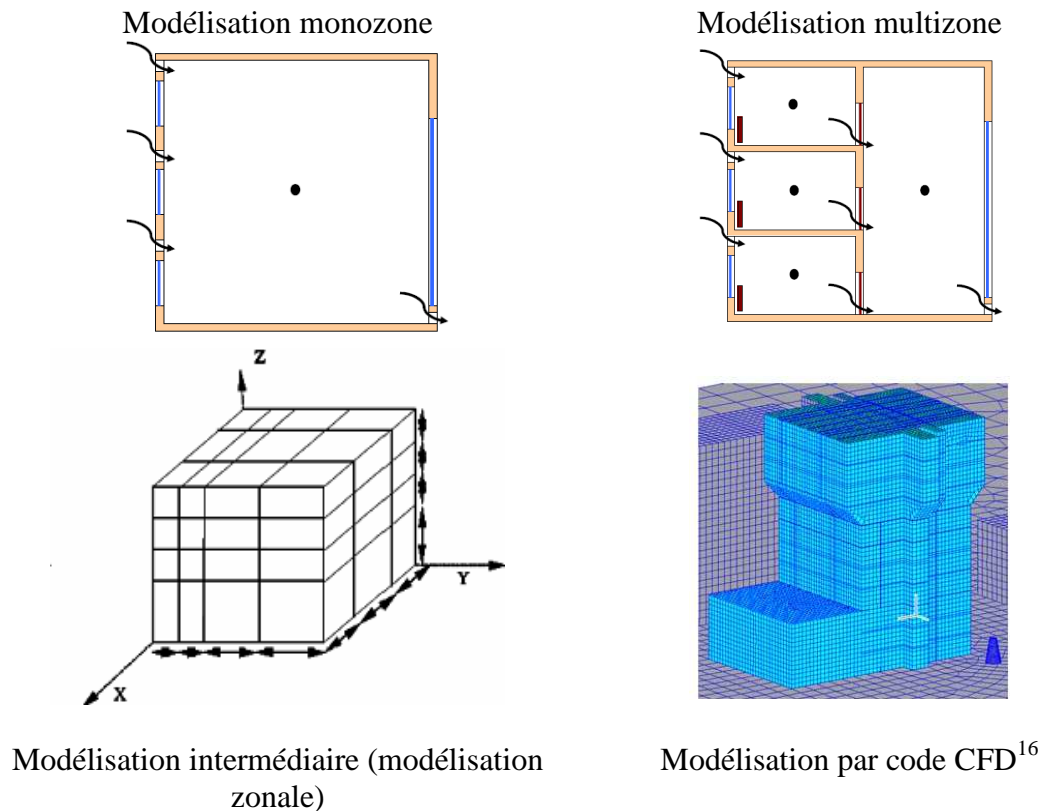 Modélisation monozone
Modélisation multizone
Z
Y
X
Modélisation intermédiaire (modélisation
zonale)
Modélisation par code CFD16